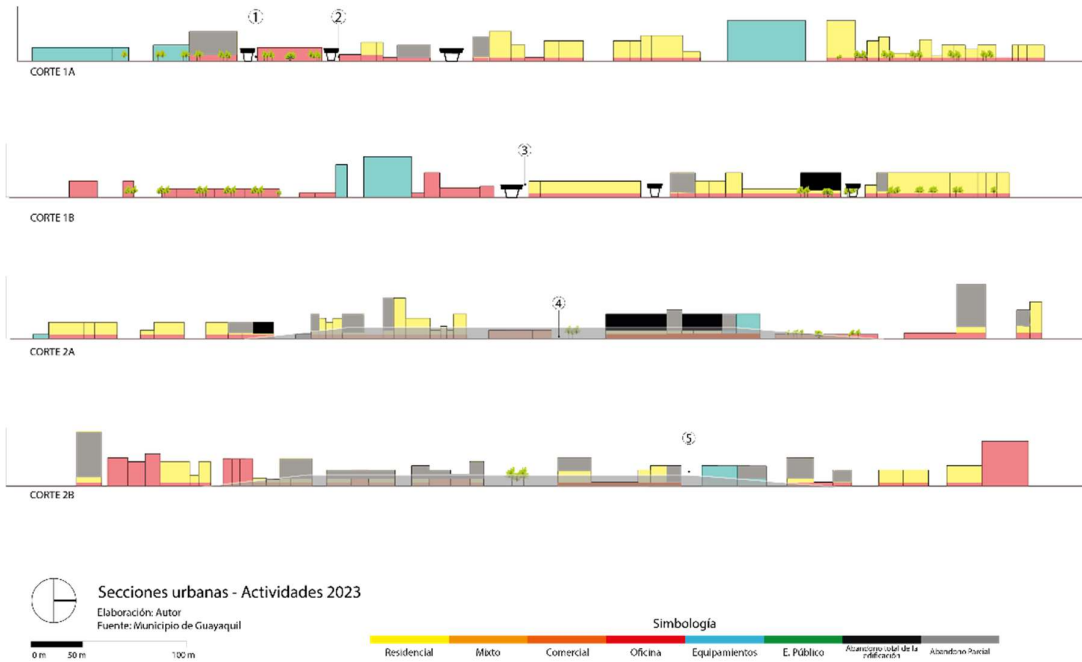 1
2
CORTE 1A
3
CORTE 1B
4
CORTE 2A
5
CORTE 2B
Secciones urbanas - Actividades 2023
Elaboración: Autor
Fuente: Municipio de Guayaquil
0 m 50 m 100 m
Simbología
Residencial Mixto Comercial Oficina Equipamientos E. Público Abandono total de la edificación Abandono Parcial